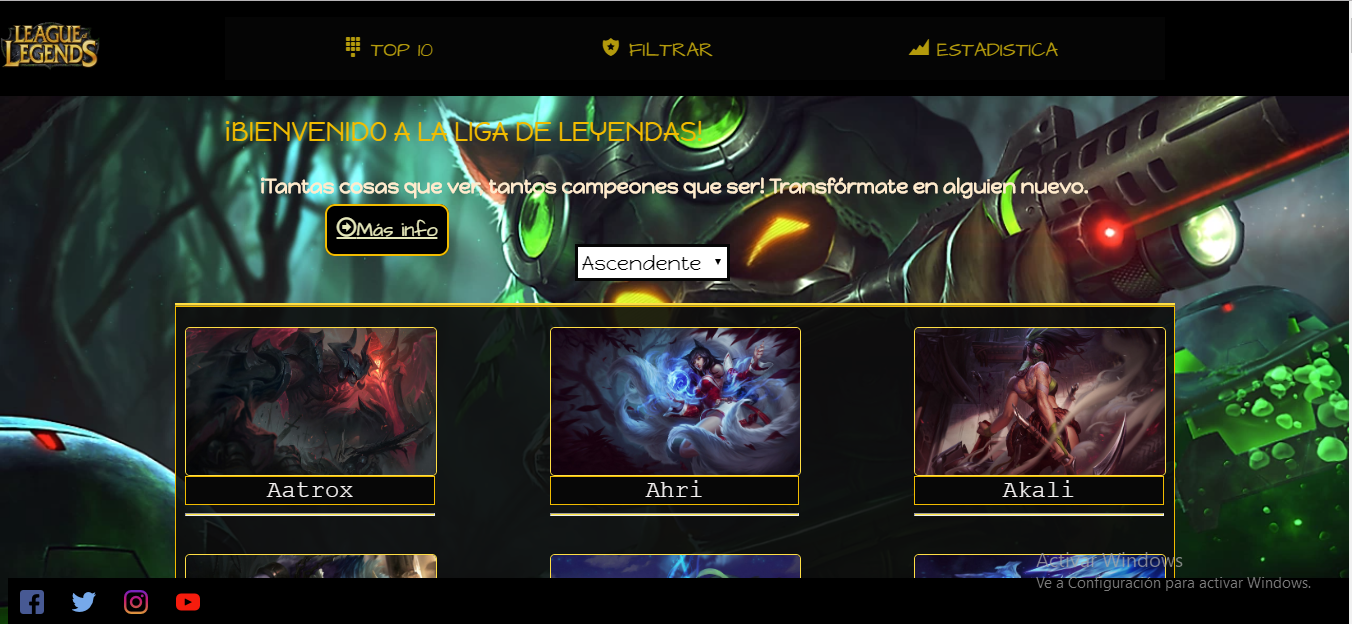 LEAGUE of
LEGENDS
TOP 10
FILTRAR
ESTADISTICA
¡BIENVENIDO A LA LIGA DE LEYENDAS!
¡Tantas cosas que ver, tantos campeones que ser! Transfórmate en alguien nuevo.
Más info
Ascendente
Aatrox
Ahri
Akali
Activar Windows
Ve a Configuración para activar Windows.